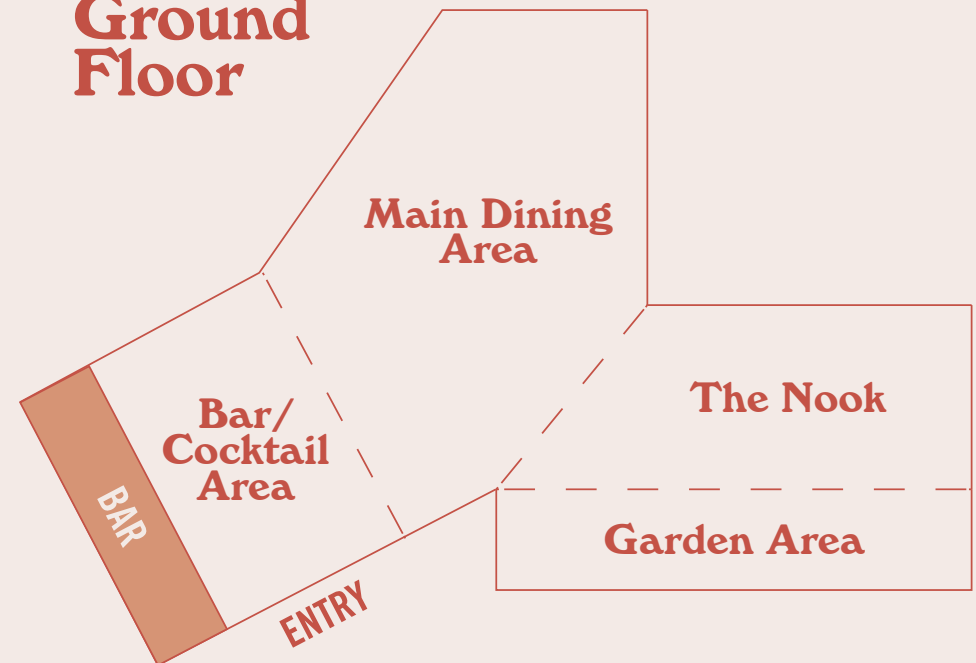 Ground
Floor
Main Dining
Area
Bar/
Cocktail
Area
The Nook
BAR
Garden Area
ENTRY